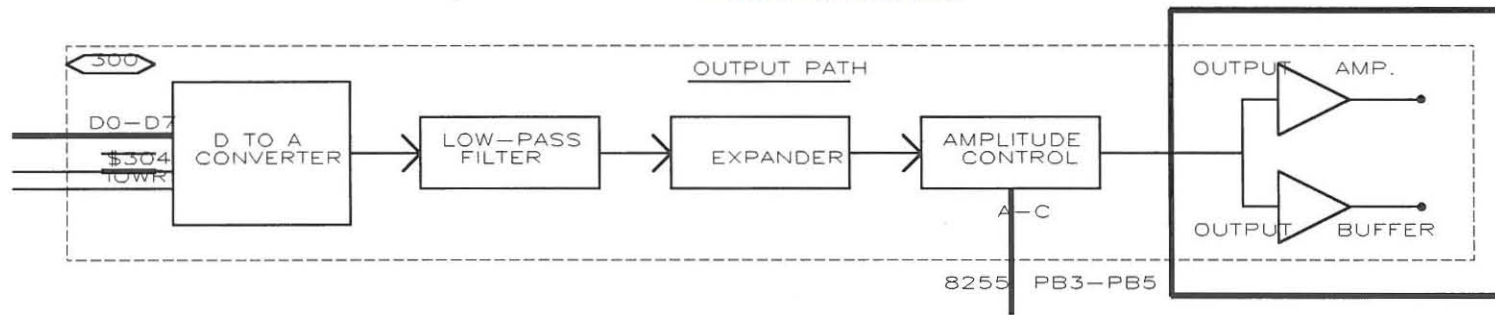 300
OUTPUT PATH
OUTPUT AMP.
D0-D7
D TO A
CONVERTER
LOW-PASS
FILTER
EXPANDER
AMPLITUDE
CONTROL
$304
IOWR
A-C
OUTPUT BUFFER
8255 PB3-PB5